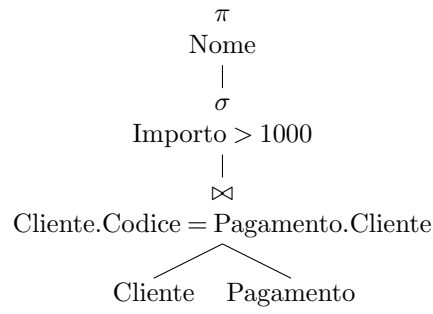 π
Nome
σ
Importo > 1000
⋈
Cliente.Codice = Pagamento.Cliente
Cliente Pagamento